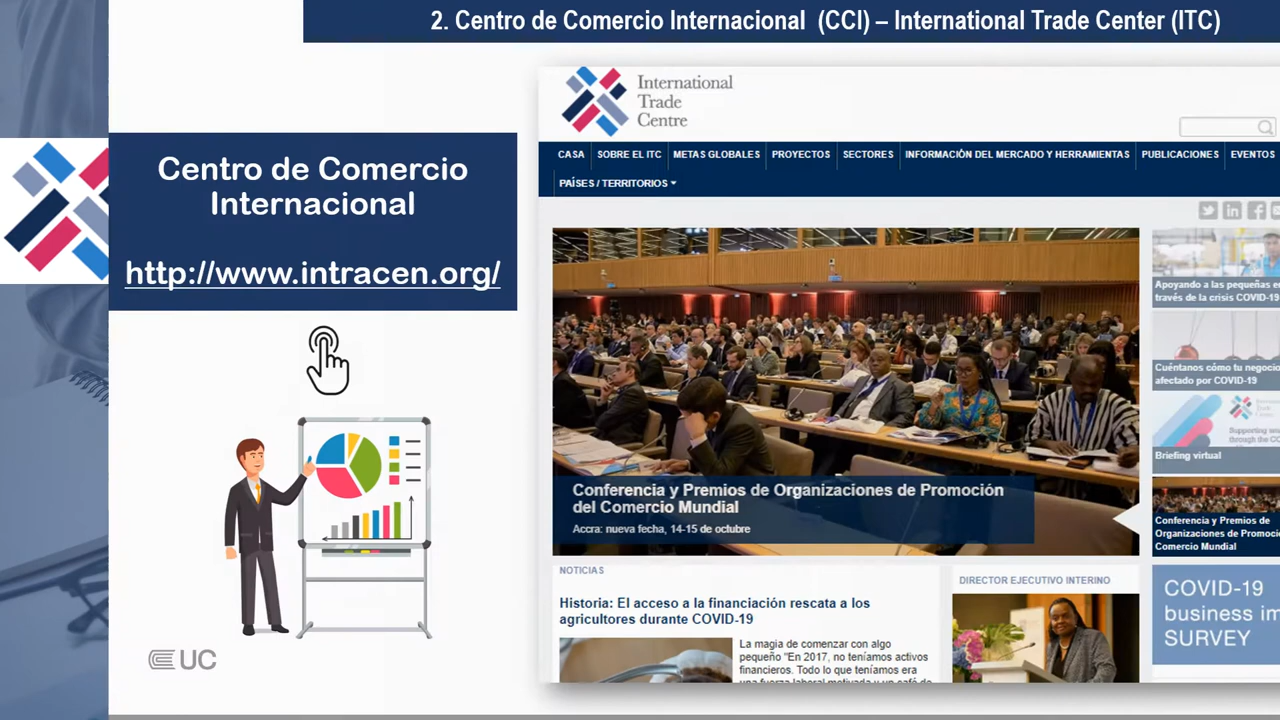 2. Centro de Comercio Internacional (CCI) – International Trade Center (ITC)
Centro de Comercio
Internacional
http://www.intracen.org/
UC
International
Trade
Centre
CASA
SOBRE EL ITC
METAS GLOBALES
PROYECTOS
SECTORES
INFORMACIÓN DEL MERCADO Y HERRAMIENTAS
PUBLICACIONES
EVENTOS
PAÍSES / TERRITORIOS
Conferencia y Premios de Organizaciones de Promoción
del Comercio Mundial
Accra: nueva fecha, 14-15 de octubre
Apoyando a las pequeñas
través de la crisis COVID-19
Cuéntanos cómo tu negocio
afectado por COVID-19
International
Trade
Centre
Supporting
through the
Briefing virtual
Conferencia y Premios de
Organizaciones de
Comercio Mundial
NOTICIAS
Historia: El acceso a la financiación rescata a los
agricultores durante COVID-19
La magia de comenzar con algo
pequeño "En 2017, no teníamos activos
financieros. Todo lo que teníamos era
DIRECTOR EJECUTIVO INTERINO
COVID-19
business im
SURVEY